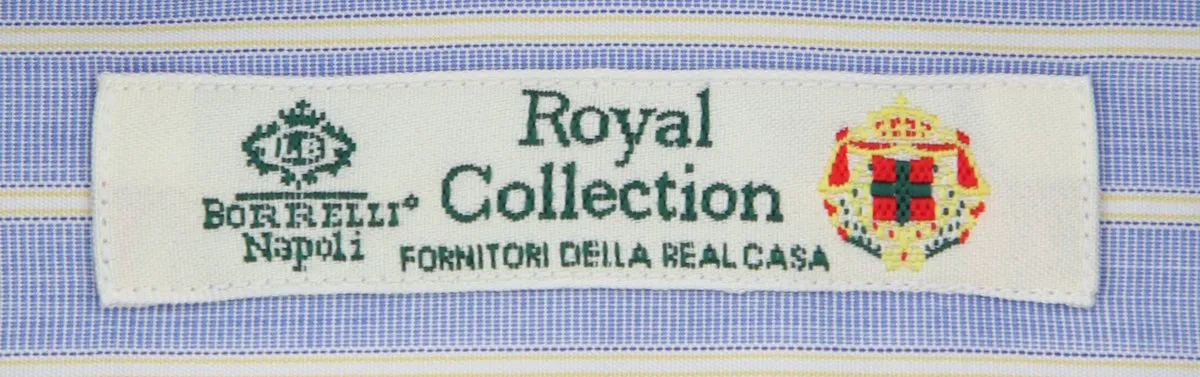 LB
BORRELLI
Napoli
Royal
Collection
FORNITORI DELLA REAL CASA